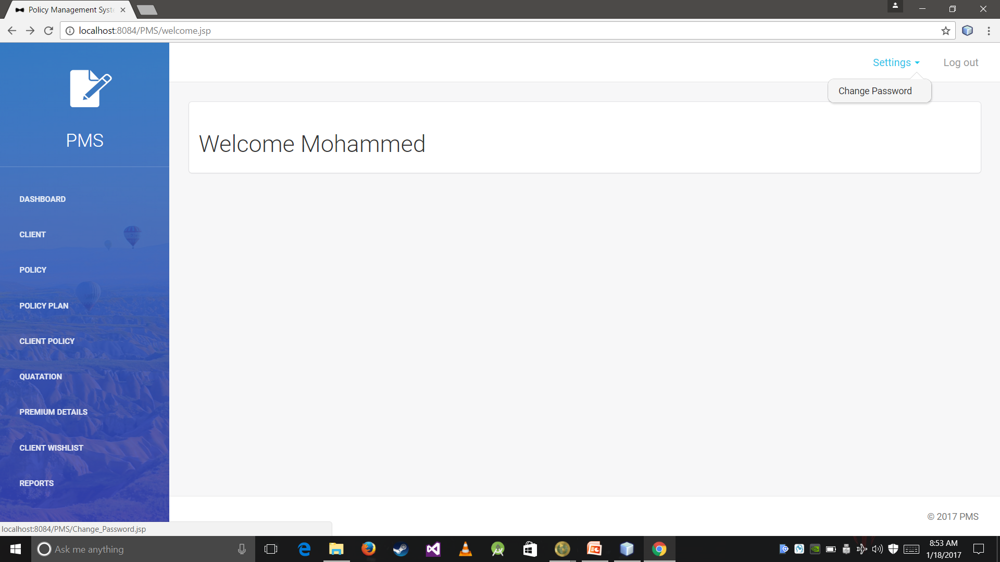 Policy Management Syst
localhost:8084/PMS/welcome.jsp
Settings
Log out
Change Password
PMS
Welcome Mohammed
DASHBOARD
CLIENT
POLICY
POLICY PLAN
CLIENT POLICY
QUATATION
PREMIUM DETAILS
CLIENT WISHLIST
REPORTS
© 2017 PMS
localhost:8084/PMS/Change_Password.jsp
Ask me anything
8:53 AM
1/18/2017